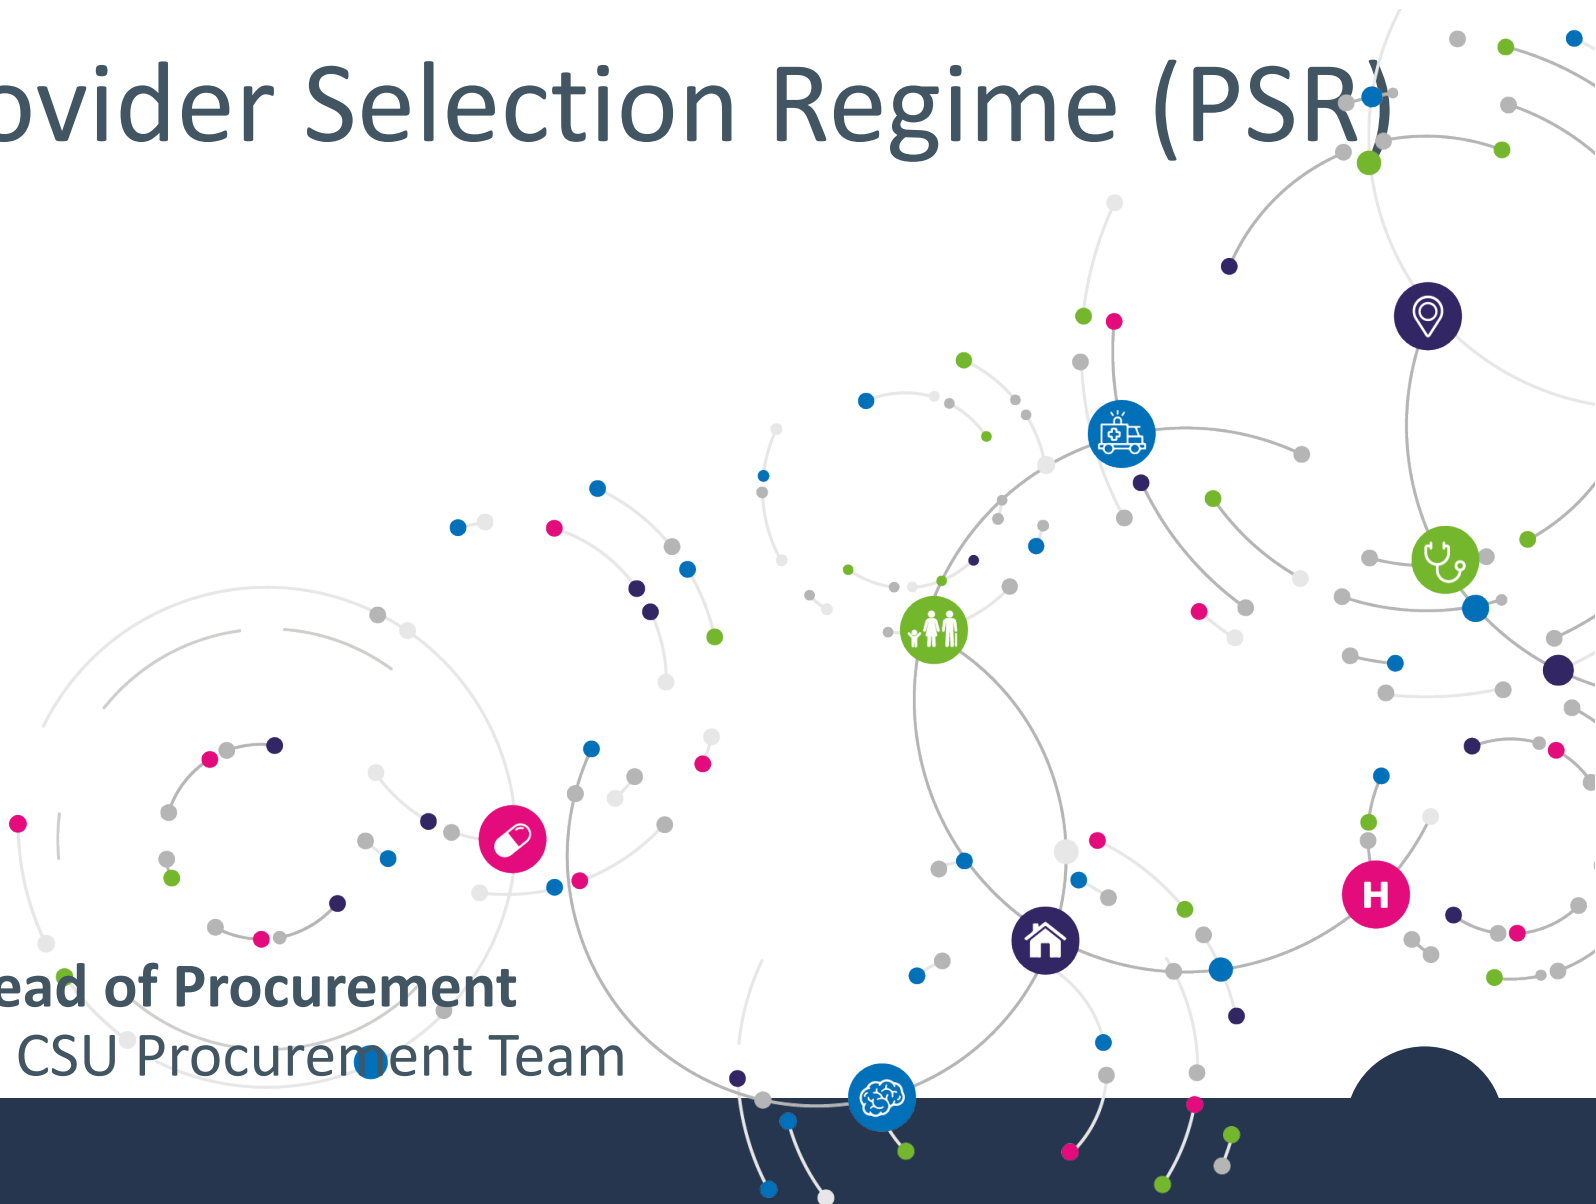 ovider Selection Regime (PSR)
H
ead of Procurement
CSU Procurement Team